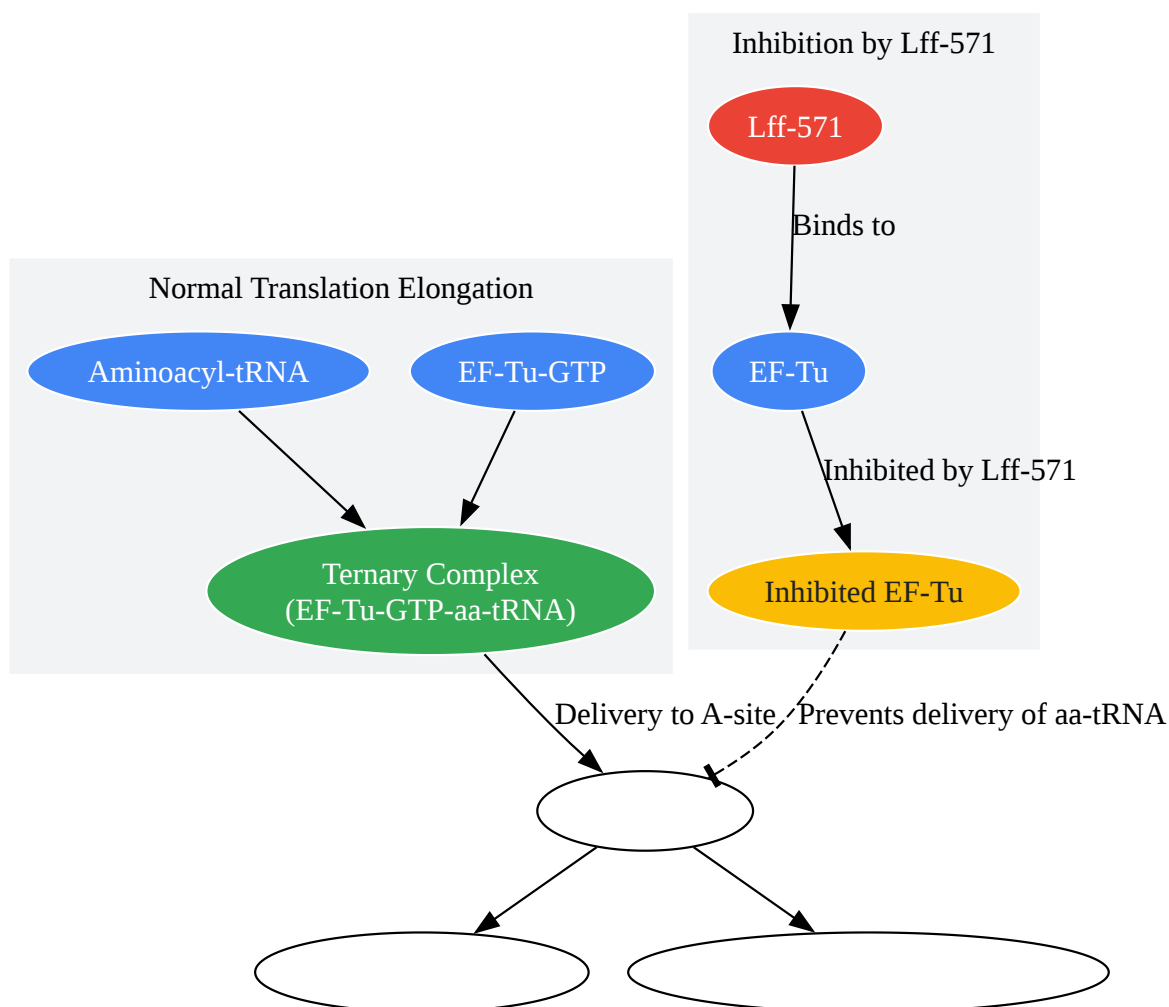 Inhibition by Lff-571
Lff-571
Binds to
Normal Translation Elongation
Aminoacyl-tRNA
EF-Tu-GTP
EF-Tu
Inhibited by Lff-571
Ternary Complex
(EF-Tu-GTP-aa-tRNA)
Inhibited EF-Tu
Delivery to A-site
Prevents delivery of aa-tRNA